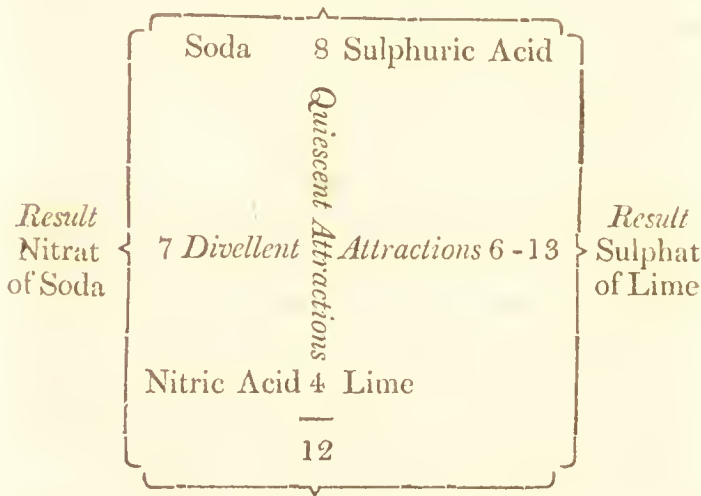 Soda 8 Sulphuric Acid
Quiescent Attractions
Result
Nitrat
of Soda
7 Divellent Attractions 6 - 13
Result
Sulphat
of Lime
Nitric Acid 4 Lime
12